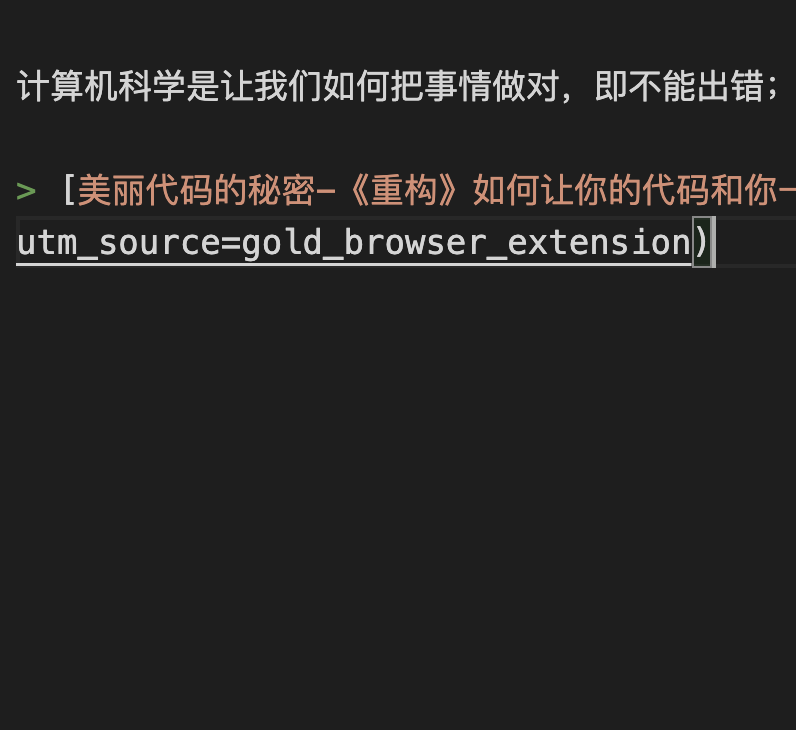 计算机科学是让我们如何把事情做对，即不能出错；
> [美丽代码的秘密-《重构》如何让你的代码和你-
utm_source=gold_browser_extension)